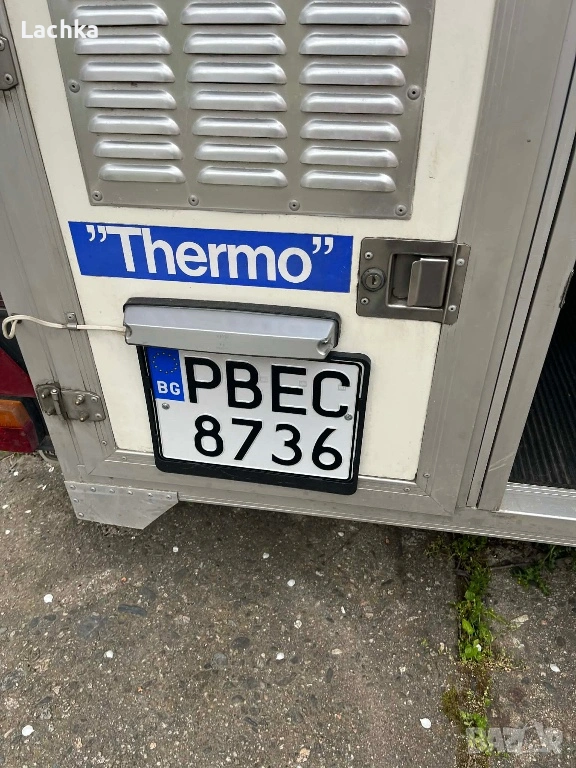 Lachka
”Thermo”
BG
PBEC
8736
BAZAR